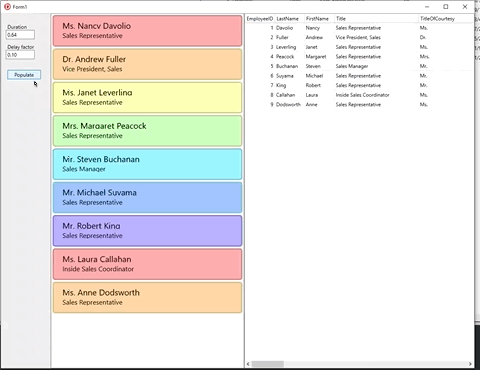 Form1
Duration
0.64
Delay factor
0.10
Populate
Ms. Nancy Davolio
Sales Representative
Dr. Andrew Fuller
Vice President, Sales
Ms. Janet Leverling
Sales Representative
Mrs. Margaret Peacock
Sales Representative
Mr. Steven Buchanan
Sales Manager
Mr. Michael Suyama
Sales Representative
Mr. Robert King
Sales Representative
Ms. Laura Callahan
Inside Sales Coordinator
Ms. Anne Dodsworth
Sales Representative
EmployeeID LastName FirstName Title TitleOfCourtesy
1 Davolio Nancy Sales Representative Ms.
2 Fuller Andrew Vice President, Sales Dr.
3 Leverling Janet Sales Representative Ms.
4 Peacock Margaret Sales Representative Mrs.
5 Buchanan Steven Sales Manager Mr.
6 Suyama Michael Sales Representative Mr.
7 King Robert Sales Representative Mr.
8 Callahan Laura Inside Sales Coordinator Ms.
9 Dodsworth Anne Sales Representative Ms.